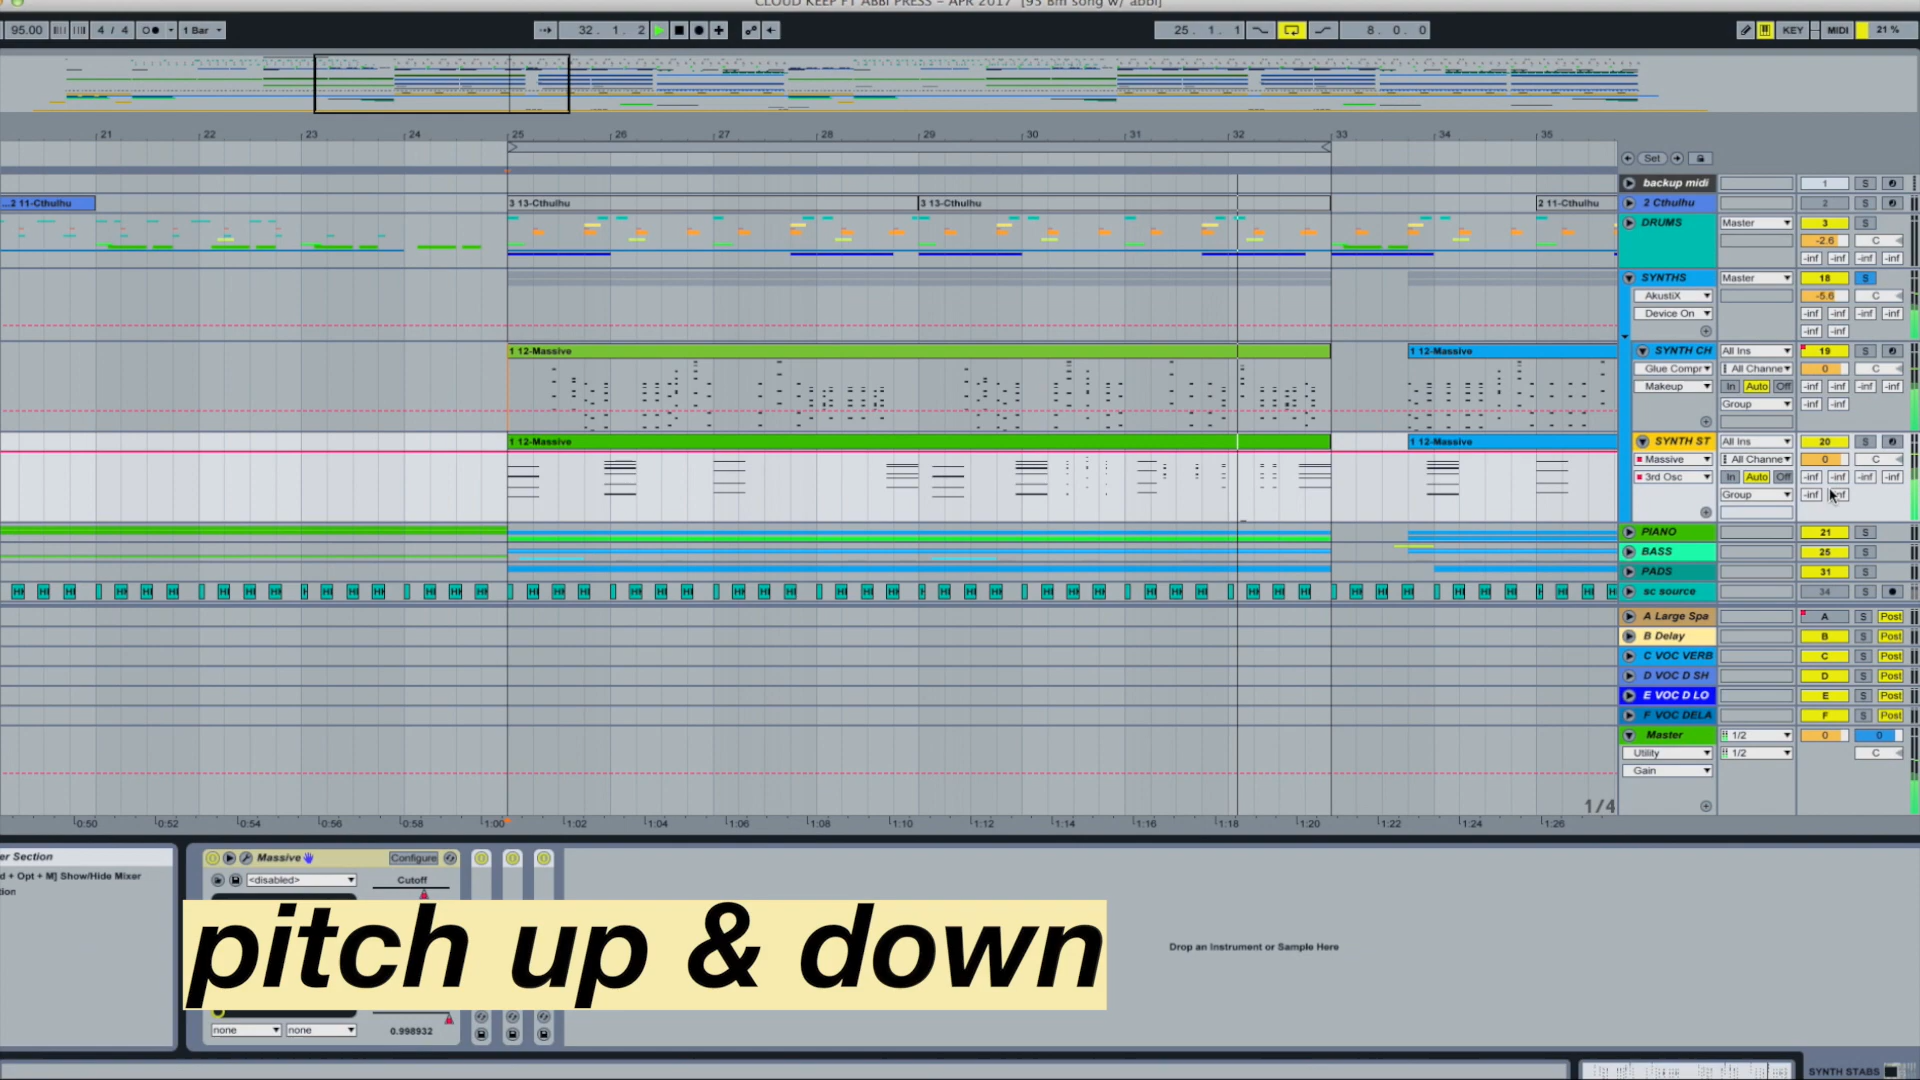 CLOUD KEEP FT ABBI PRESS - APR 2017 [95 Bm song w/ abbi]
95.00 4 / 4 1 Bar 32. 1. 2 25. 1. 1 8. 0. 0 KEY MIDI 21 %
21 22 23 24 25 26 27 28 29 30 31 32 33 34 35
Set
backup midi 1 S
...2 11-Cthulhu 3 13-Cthulhu 3 13-Cthulhu 2 11-Cthulhu 2 Cthulhu 2 S
DRUMS Master 3 S
-2.6 C
-inf -inf -inf -inf
SYNTHS Master 18 S
AkustiX -5.6 C
Device On -inf -inf -inf -inf
-inf -inf
1 12-Massive 1 12-Massive SYNTH CH All Ins 19 S
Glue Compr All Channe 0 C
Makeup In Auto Off -inf -inf -inf -inf
Group -inf -inf
1 12-Massive 1 12-Massive SYNTH ST All Ins 20 S
Massive All Channe 0 C
3rd Osc In Auto Off -inf -inf -inf -inf
Group -inf -inf
PIANO 21 S
BASS 25 S
PADS 31 S
sc source 34 S
A Large Spa A S Post
B Delay B S Post
C VOC VERB C S Post
D VOC D SH D S Post
E VOC D LO E S Post
F VOC DELA F S Post
Master 1/2 0 0
Utility 1/2 C
Gain
1/4
0:50 0:52 0:54 0:56 0:58 1:00 1:02 1:04 1:06 1:08 1:10 1:12 1:14 1:16 1:18 1:20 1:22 1:24 1:26
er Section
d + Opt + M] Show/Hide Mixer
tion
Massive Configure
<disabled> Cutoff
pitch up & down
Drop an Instrument or Sample Here
none none 0.998932
SYNTH STABS